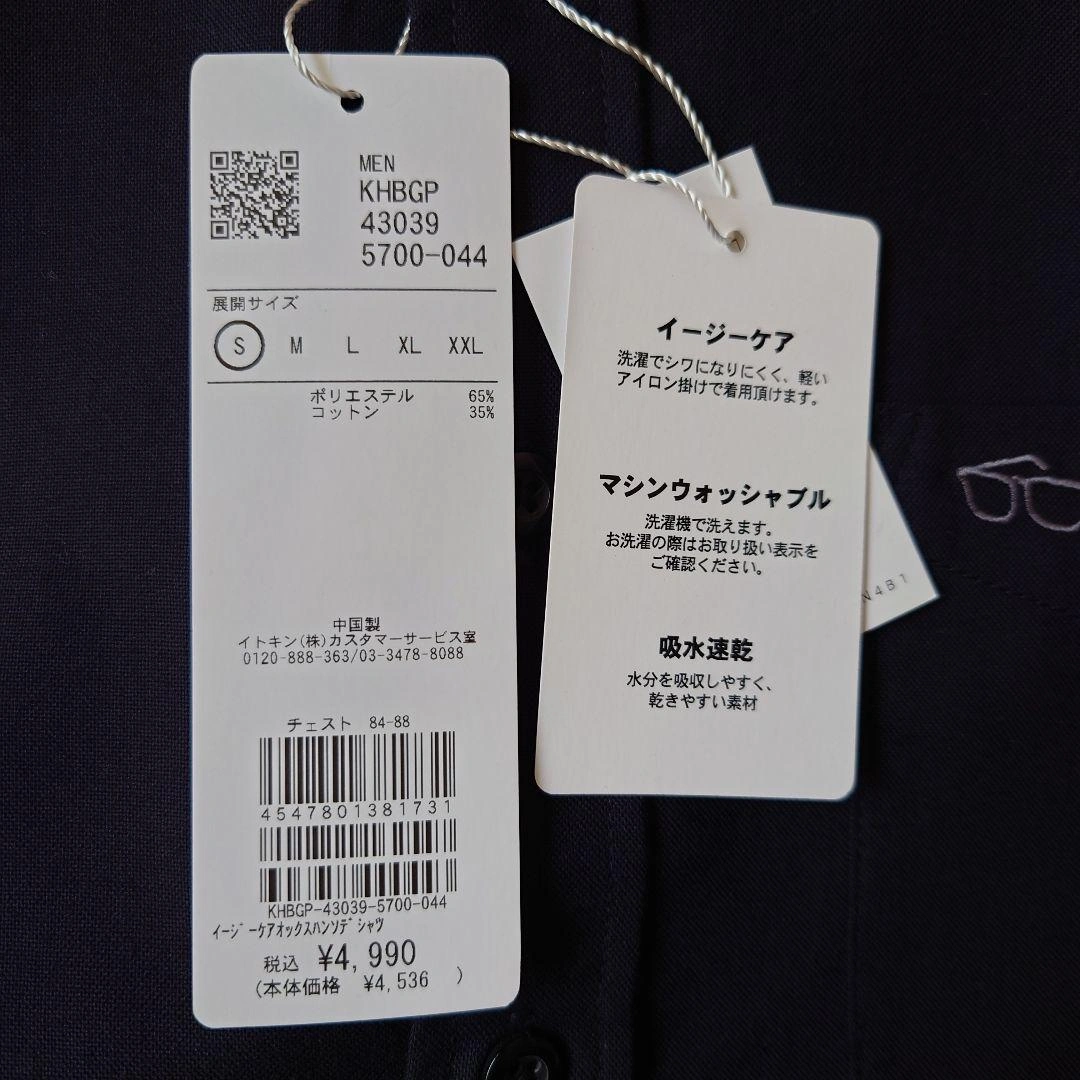 MEN
KHBGP
43039
5700-044
展開サイズ
S M L XL XXL
ポリエステル 65%
コットン 35%
中国製
イトキン(株)カスタマーサービス室
0120-888-363/03-3478-8088
チェスト 84-88
4547801381731
KHBGP-43039-5700-044
ｲｰｼﾞｰｹｱｵｯｸｽﾊﾝｿﾃﾞｼｬﾂ
税込 ¥4,990
(本体価格 ¥4,536 )
イージーケア
洗濯でシワになりにくく、軽い
アイロン掛けで着用頂けます。
マシンウォッシャブル
洗濯機で洗えます。
お洗濯の際はお取り扱い表示を
ご確認ください。
吸水速乾
水分を吸収しやすく、
乾きやすい素材
N4B1